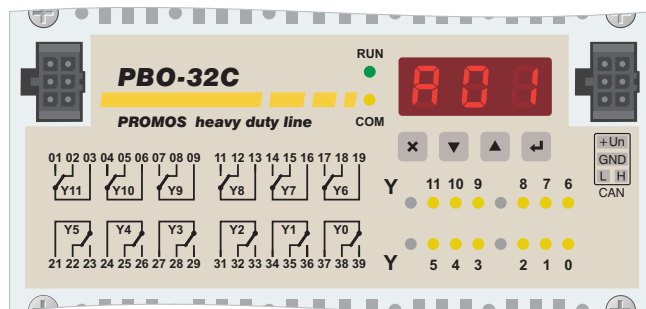 RUN
PBO-32C
A01
PROMOS heavy duty line
COM
+Un
GND
L H
CAN
01 02 03 04 05 06 07 08 09 11 12 13 14 15 16 17 18 19
Y11 Y10 Y9 Y8 Y7 Y6
Y 11 10 9 8 7 6
Y5 Y4 Y3 Y2 Y1 Y0
21 22 23 24 25 26 27 28 29 31 32 33 34 35 36 37 38 39
Y 5 4 3 2 1 0